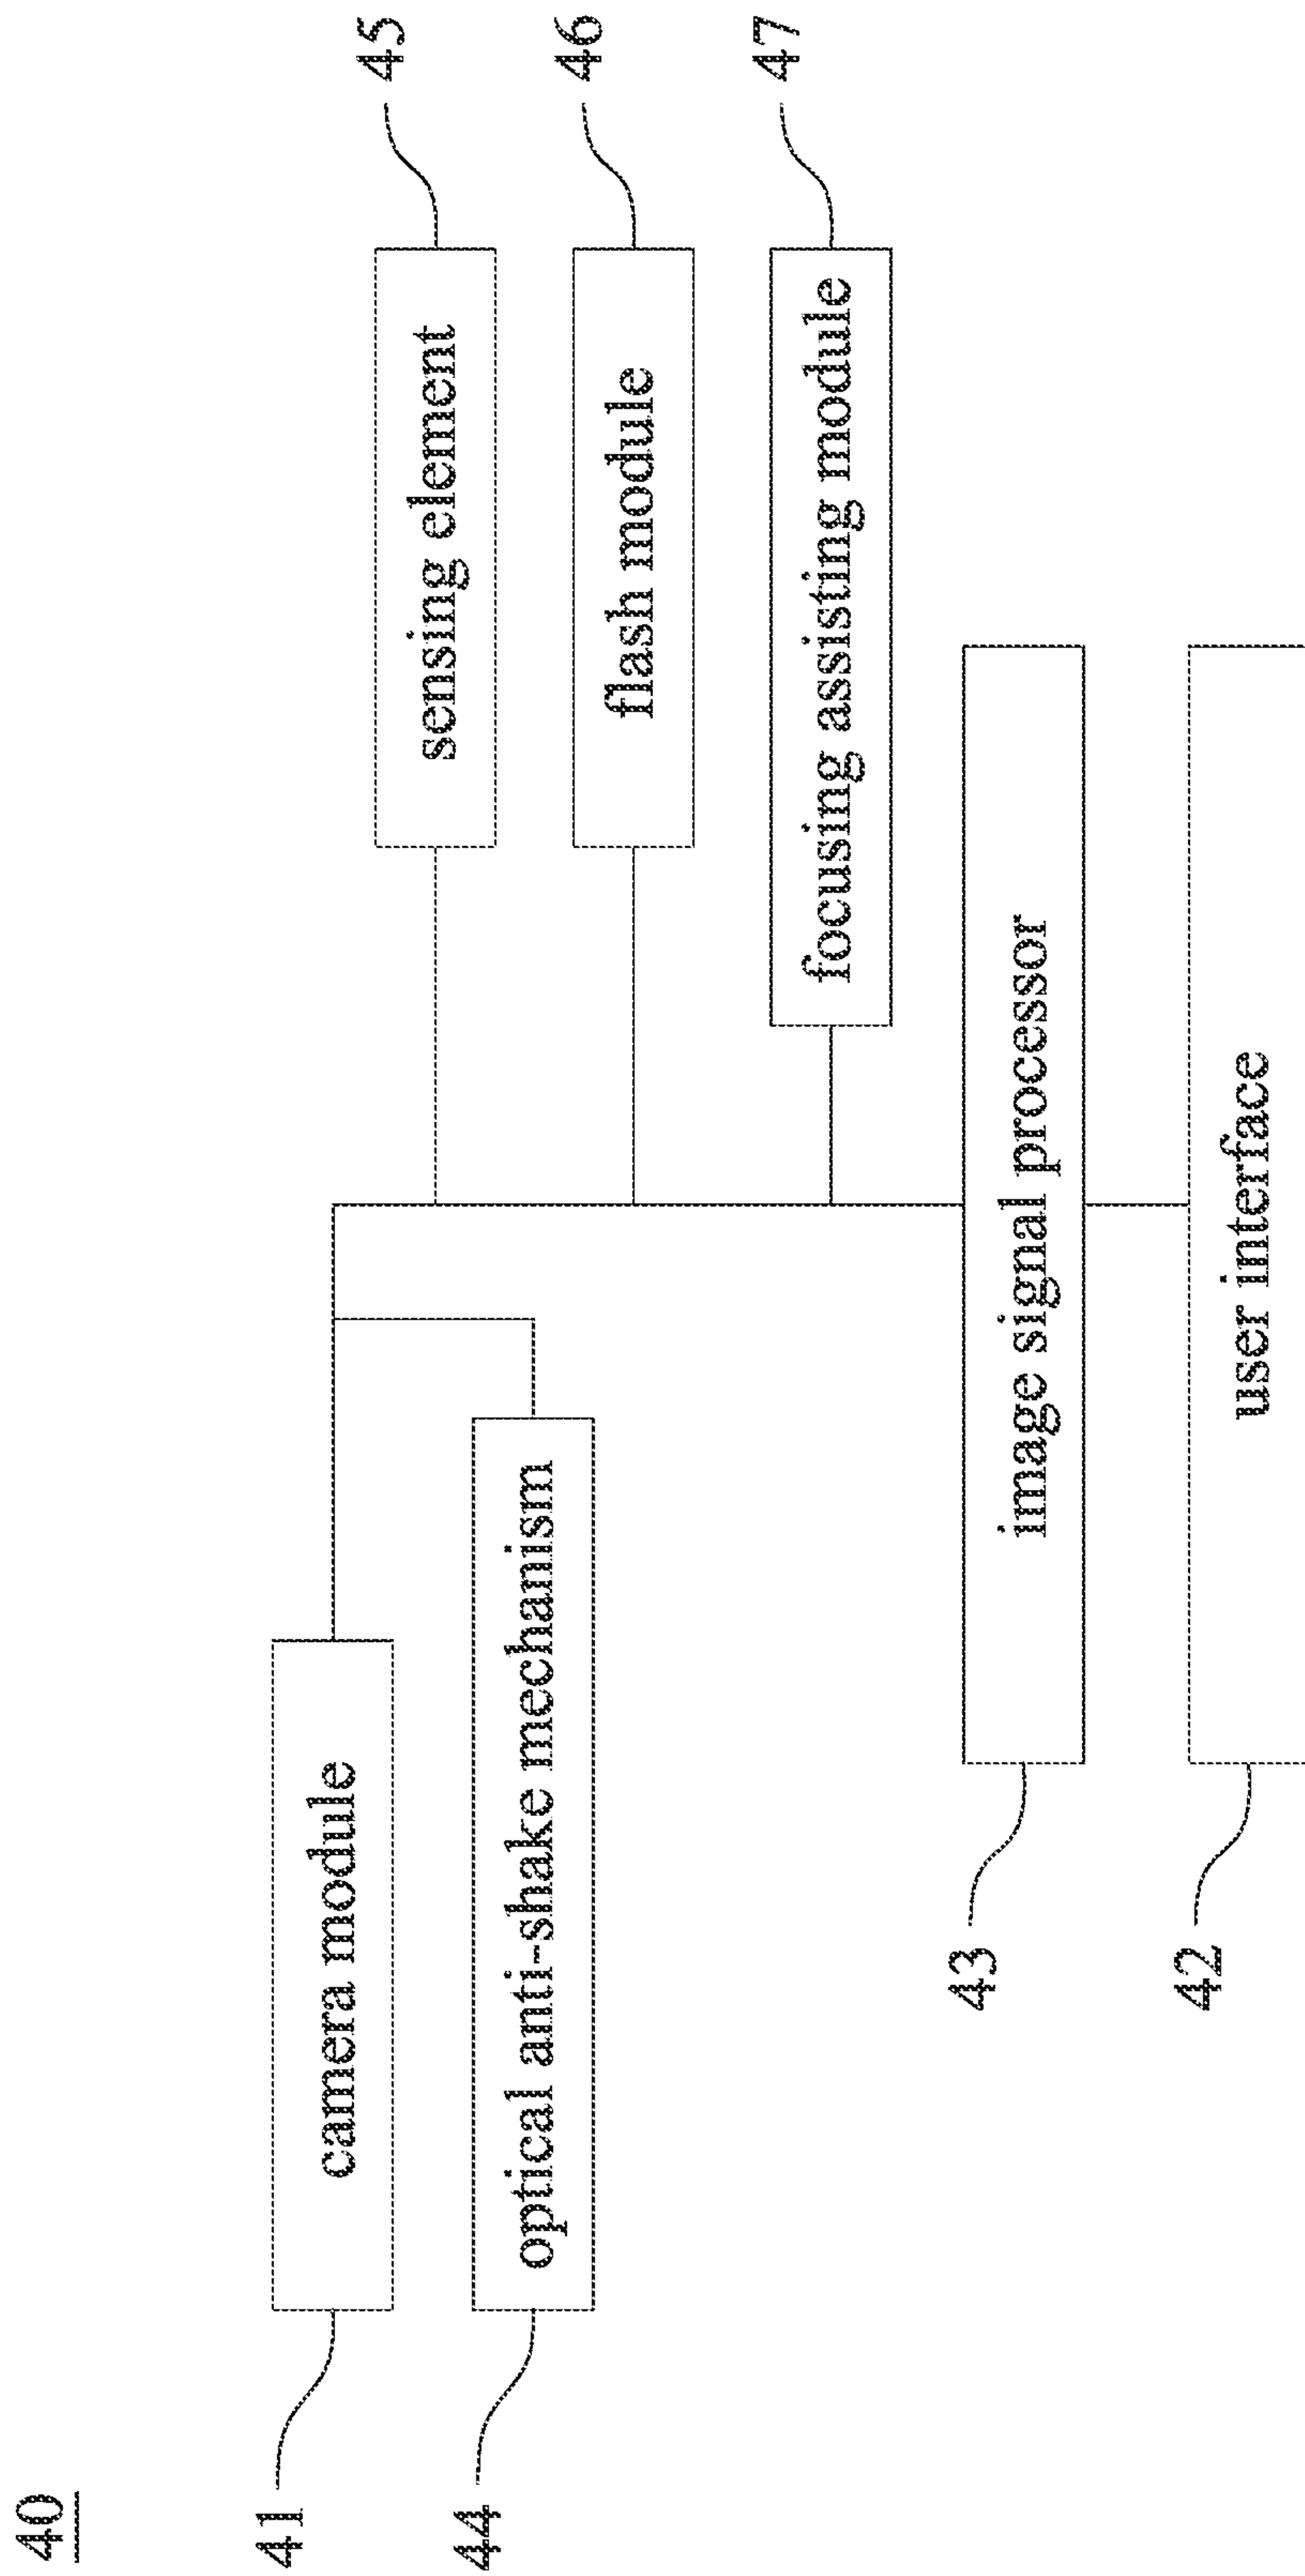 40
41
camera module
44
optical anti-shake mechanism
sensing element
45
flash module
46
focusing assisting module
47
43
image signal processor
42
user interface